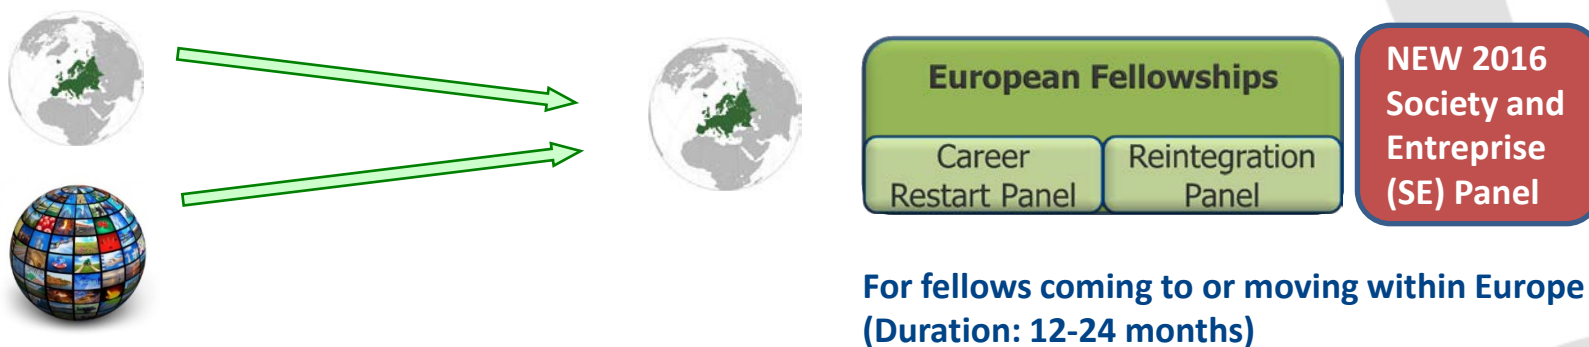 European Fellowships
Career
Restart Panel
Reintegration
Panel
NEW 2016
Society and
Entreprise
(SE) Panel
For fellows coming to or moving within Europe
(Duration: 12-24 months)